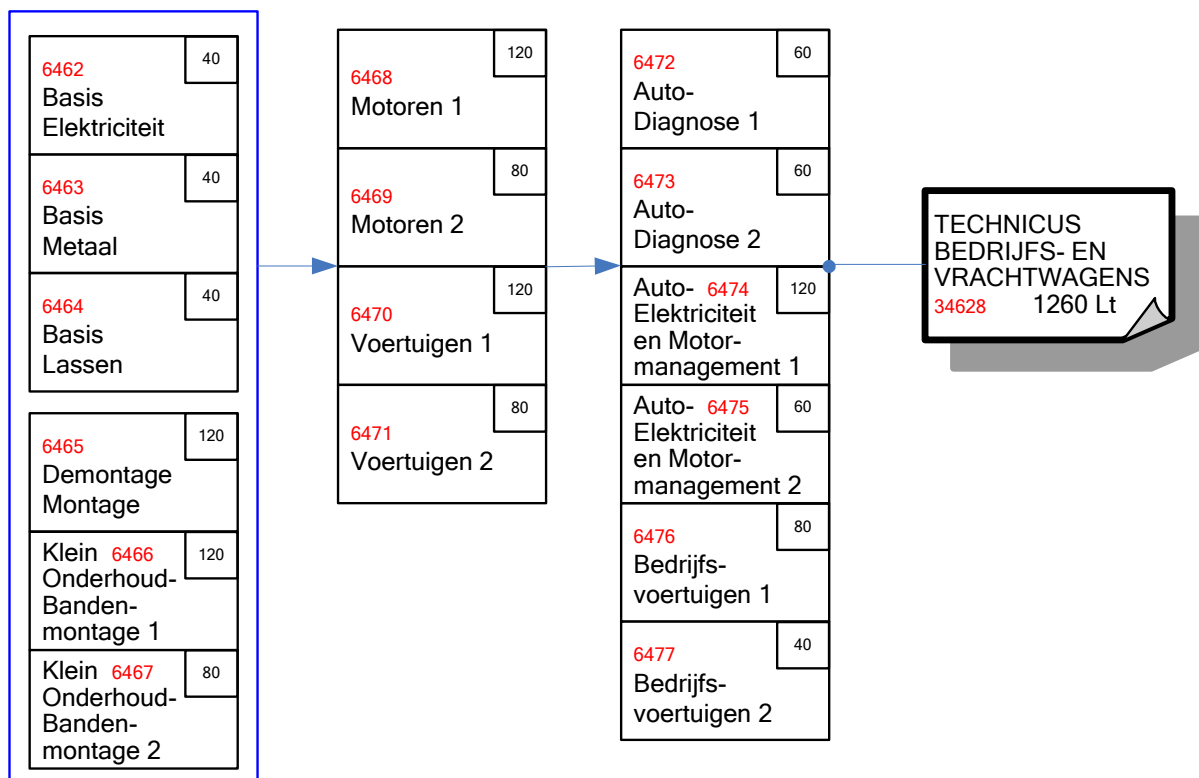 40
6462
Basis
Elektriciteit
40
6463
Basis
Metaal
40
6464
Basis
Lassen
120
6465
Demontage
Montage
Klein 6466 120
Onderhoud-
Banden-
montage 1
Klein 6467 80
Onderhoud-
Banden-
montage 2
120
6468
Motoren 1
80
6469
Motoren 2
120
6470
Voertuigen 1
80
6471
Voertuigen 2
60
6472
Auto-
Diagnose 1
60
6473
Auto-
Diagnose 2
Auto- 6474 120
Elektriciteit
en Motor-
management 1
Auto- 6475 60
Elektriciteit
en Motor-
management 2
80
6476
Bedrijfs-
voertuigen 1
40
6477
Bedrijfs-
voertuigen 2
TECHNICUS
BEDRIJFS- EN
VRACHTWAGENS
34628 1260 Lt